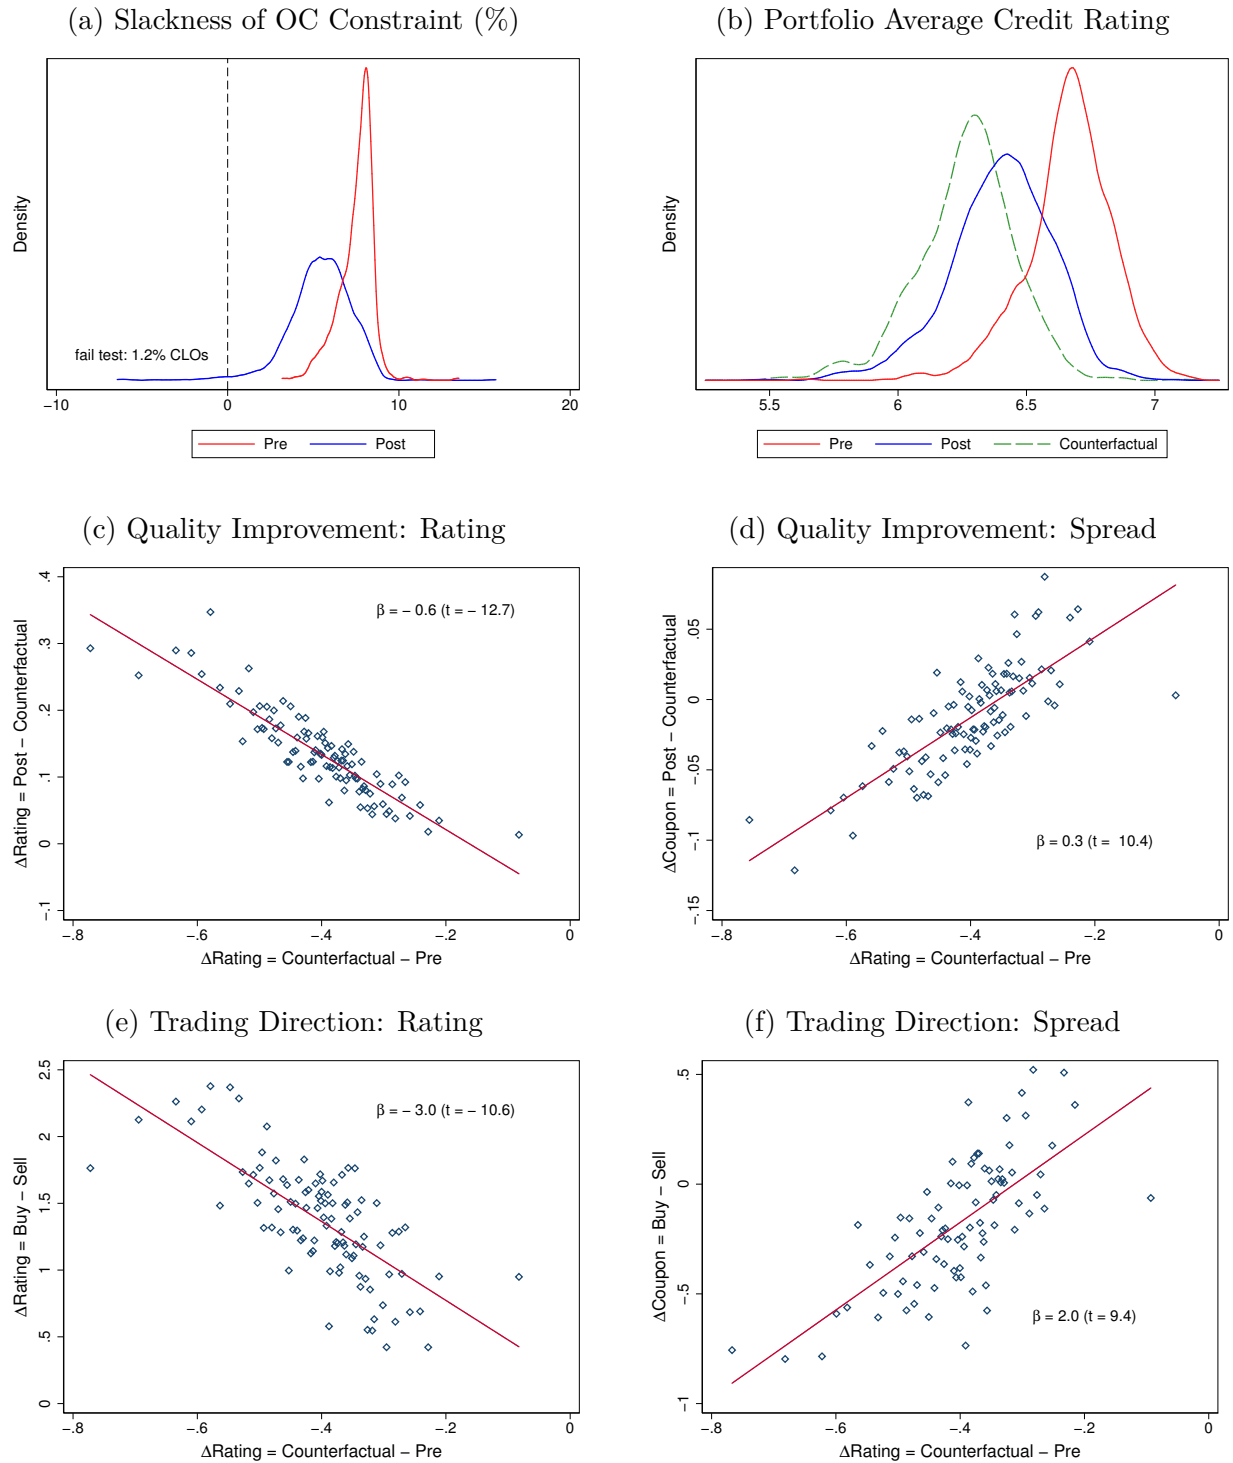 (a) Slackness of OC Constraint (%)
Density
fail test: 1.2% CLOs
−10 0 10 20
Pre Post
(b) Portfolio Average Credit Rating
Density
5.5 6 6.5 7
Pre Post Counterfactual
(c) Quality Improvement: Rating
ΔRating = Post − Counterfactual
.4
.3
.2
.1
0
−.1
β = − 0.6 (t = − 12.7)
−.8 −.6 −.4 −.2 0
ΔRating = Counterfactual − Pre
(d) Quality Improvement: Spread
ΔCoupon = Post − Counterfactual
.05
0
−.05
−.1
−.15
β = 0.3 (t = 10.4)
−.8 −.6 −.4 −.2 0
ΔRating = Counterfactual − Pre
(e) Trading Direction: Rating
ΔRating = Buy − Sell
2.5
2
1.5
1
.5
0
β = − 3.0 (t = − 10.6)
−.8 −.6 −.4 −.2 0
ΔRating = Counterfactual − Pre
(f) Trading Direction: Spread
ΔCoupon = Buy − Sell
.5
0
−.5
−1
β = 2.0 (t = 9.4)
−.8 −.6 −.4 −.2 0
ΔRating = Counterfactual − Pre